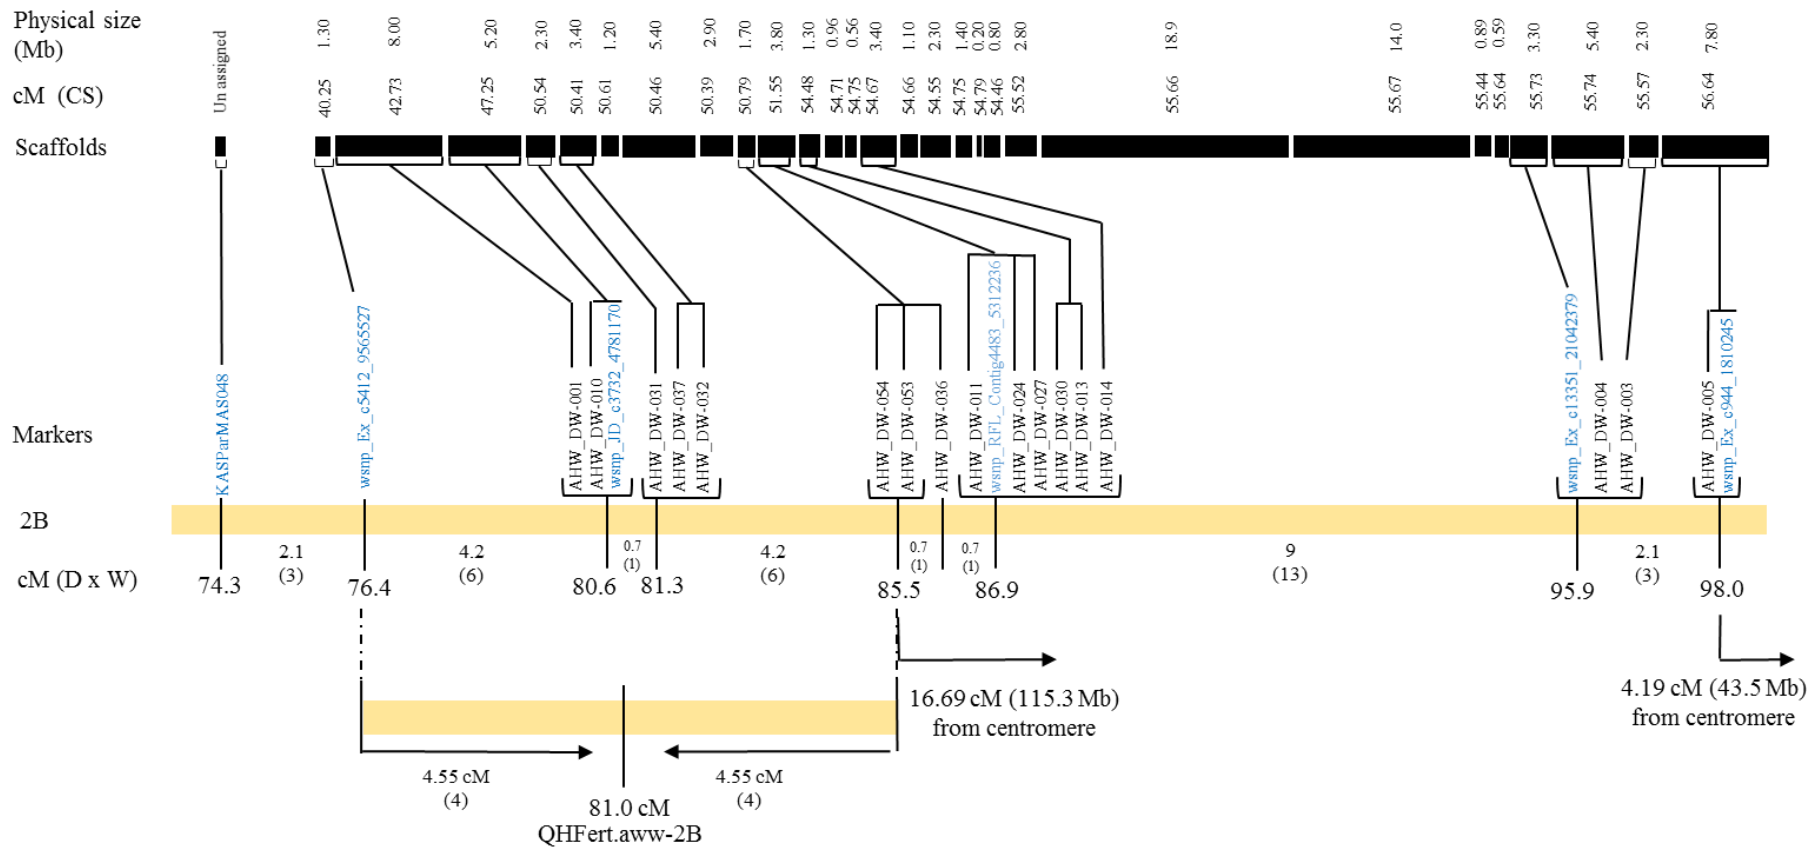 Physical size
(Mb)
1.30
8.00
5.20
2.30
3.40
1.20
5.40
2.90
1.70
3.80
1.30
0.96
0.56
3.40
1.10
2.30
1.40
0.20
0.80
2.80
18.9
14.0
0.89
0.59
3.30
5.40
2.30
7.80
cM (CS)
Un assigned
40.25
42.73
47.25
50.54
50.41
50.61
50.46
50.39
50.79
51.55
54.48
54.71
54.75
54.67
54.66
54.55
54.75
54.79
54.46
55.52
55.66
55.67
55.44
55.64
55.73
55.74
55.57
56.64
Scaffolds
Markers
KASParMAS048
wsnp_Ex_c5412_9565527
AHW_DW-001
AHW_DW-010
wsnp_JD_c3732_4781170
AHW_DW-031
AHW_DW-037
AHW_DW-032
AHW_DW-054
AHW_DW-053
AHW_DW-036
AHW_DW-011
wsnp_RFL_Contig4483_5312236
AHW_DW-024
AHW_DW-027
AHW_DW-030
AHW_DW-013
AHW_DW-014
wsnp_Ex_c13351_21042379
AHW_DW-004
AHW_DW-003
AHW_DW-005
wsnp_Ex_c944_1810245
2B
2.1
(3)
4.2
(6)
0.7
(1)
4.2
(6)
0.7
(1)
0.7
(1)
9
(13)
2.1
(3)
cM (D x W)
74.3
76.4
80.6
81.3
85.5
86.9
95.9
98.0
16.69 cM (115.3 Mb)
from centromere
4.19 cM (43.5 Mb)
from centromere
4.55 cM
(4)
4.55 cM
(4)
81.0 cM
QHFert.aww-2B